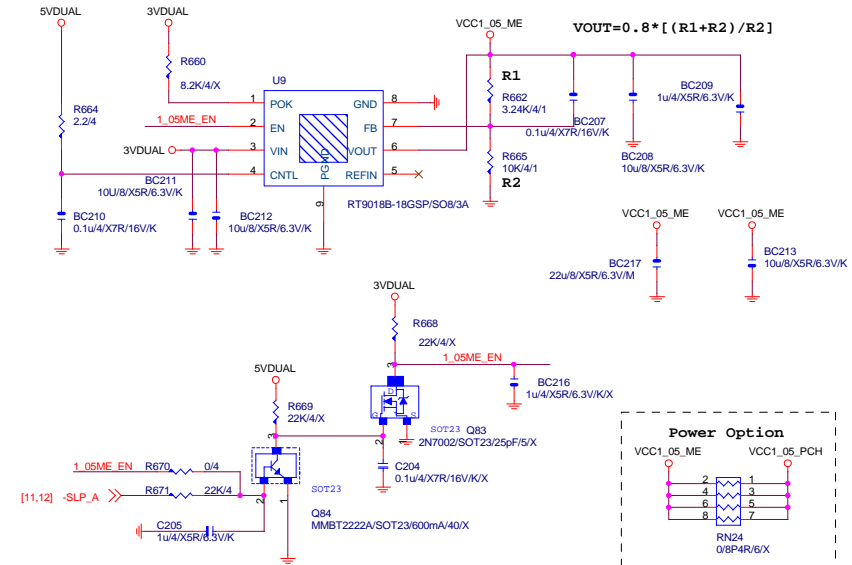 5VDUAL
3VDUAL
VCC1_05_ME
VOUT=0.8*[(R1+R2)/R2]
R660
8.2K/4/X
U9
R664
2.2/4
1 POK
GND 8
1_05ME_EN
2 EN
FB 7
3VDUAL
3 VIN
VOUT 6
4 CNTL
REFIN 5
PGND
9
RT9018B-18GSP/SO8/3A
R1
R662
3.24K/4/1
R665
10K/4/1
R2
BC207
0.1u/4/X7R/16V/K
BC209
1u/4/X5R/6.3V/K
BC208
10u/8/X5R/6.3V/K
BC211
10U/8/X5R/6.3V/K
BC210
0.1u/4/X7R/16V/K
BC212
10u/8/X5R/6.3V/K
VCC1_05_ME
VCC1_05_ME
BC217
22u/8/X5R/6.3V/M
BC213
10u/8/X5R/6.3V/K
3VDUAL
R668
22K/4/X
1_05ME_EN
BC216
1u/4/X5R/6.3V/K/X
5VDUAL
R669
22K/4/X
3
D
G
S
2
1
SOT23
Q83
2N7002/SOT23/25pF/5/X
C204
0.1u/4/X7R/16V/K/X
1_05ME_EN
R670
0/4
[11,12] -SLP_A
R671
22K/4
3
2
1
SOT23
Q84
MMBT2222A/SOT23/600mA/40/X
C205
1u/4/X5R/6.3V/K
Power Option
VCC1_05_ME
VCC1_05_PCH
2 1
4 3
6 5
8 7
RN24
0/8P4R/6/X